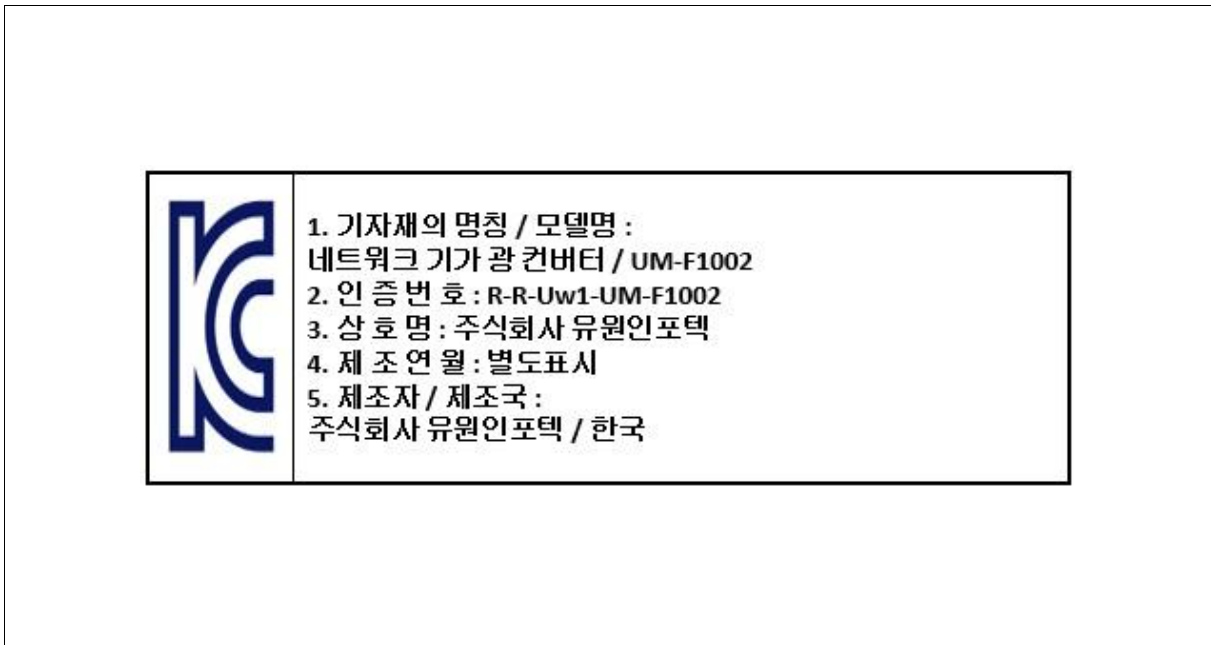 KC
1. 기자재의 명칭 / 모델명 :
네트워크 기가 광 컨버터 / UM-F1002
2. 인 증 번 호 : R-R-Uw1-UM-F1002
3. 상 호 명 : 주식회사 유원인포텍
4. 제 조 연 월 : 별도표시
5. 제조자 / 제조국 :
주식회사 유원인포텍 / 한국